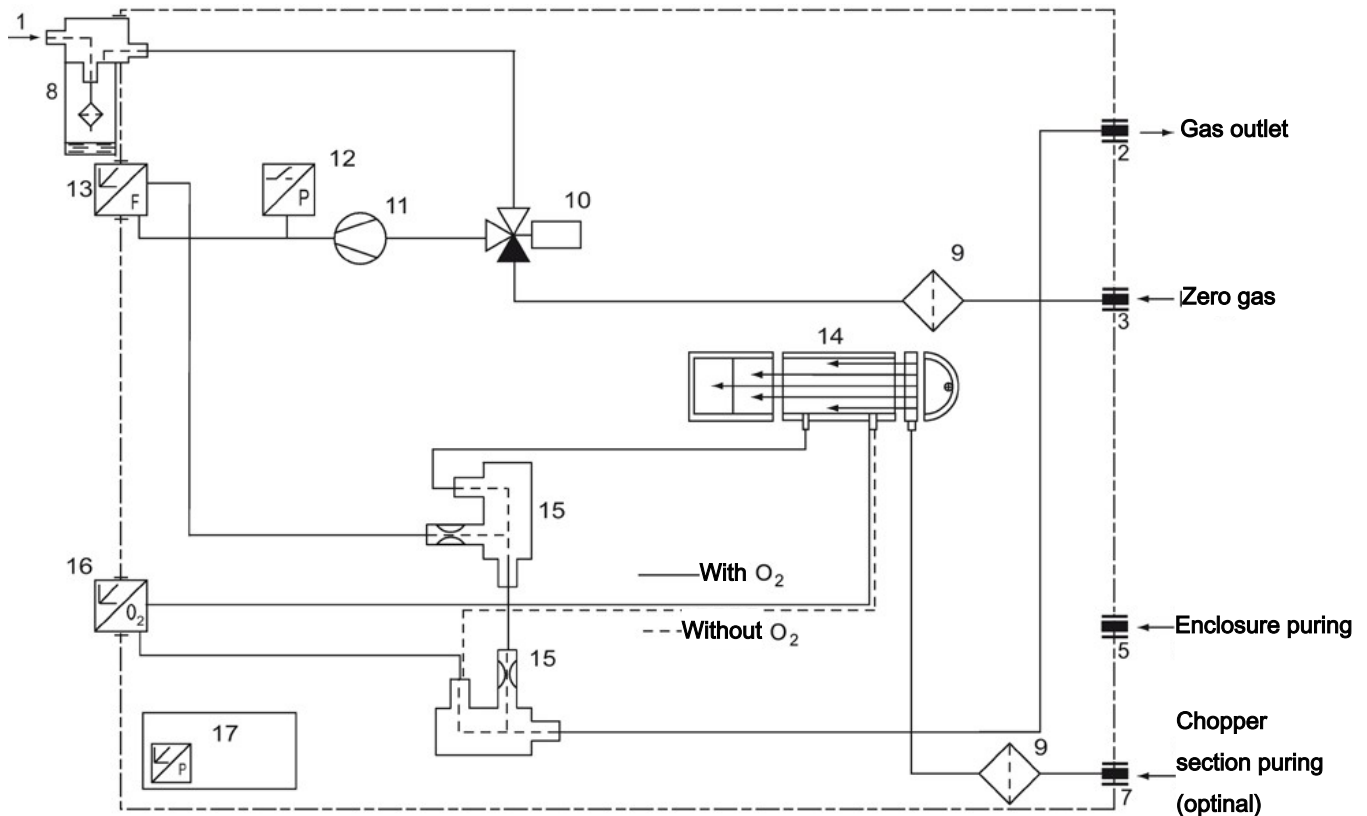 1
8
12
13
F
P
11
10
Gas outlet
2
9
Zero gas
3
14
15
With O₂
16
O₂
Without O₂
Enclosure puring
5
15
17
P
9
Chopper
section puring
(optinal)
7